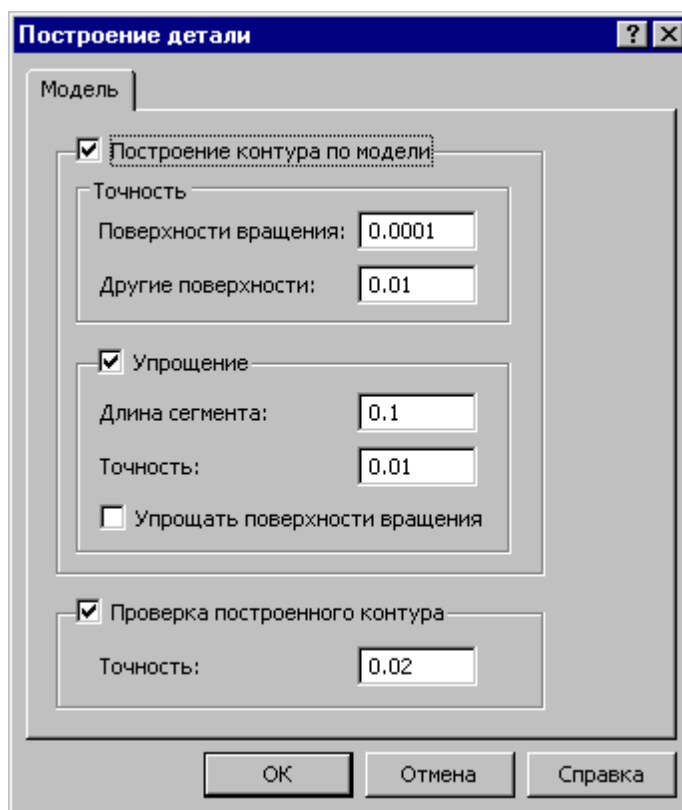 Построение детали
Модель
Построение контура по модели
Точность
Поверхности вращения: 0.0001
Другие поверхности: 0.01
Упрощение
Длина сегмента: 0.1
Точность: 0.01
Упрощать поверхности вращения
Проверка построенного контура
Точность: 0.02
ОК Отмена Справка